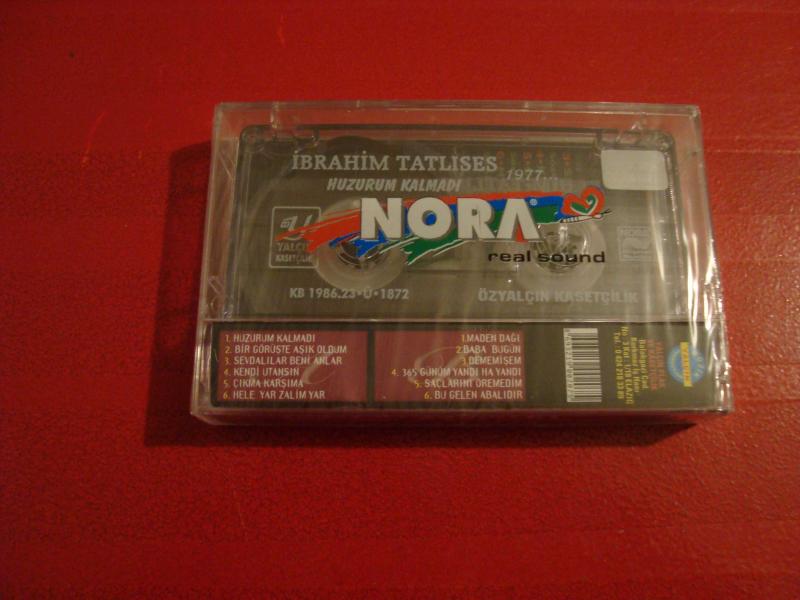 İBRAHİM TATLISES
1977...
HUZURUM KALMADI
NORA®
real sound
YALÇIN
KASETÇİLİK
KB 1986.23-Ü-1872
ÖZYALÇIN KASETÇİLİK
1. HUZURUM KALMADI
2. BİR GÖRÜŞTE AŞIK OLDUM
3. SEVDALILAR BENİ ANLAR
4. KENDİ UTANSIN
5. ÇIKMA KARŞIMA
6. HELE YAR ZALİM YAR
1. MADEN DAĞI
2. BABA BUGÜN
3. DEMEMİSEM
4. 365 GÜNÜM YANDI HA YANDI
5. SAÇLARINI ÖREMEDİM
6. BU GELEN ABALIDIR